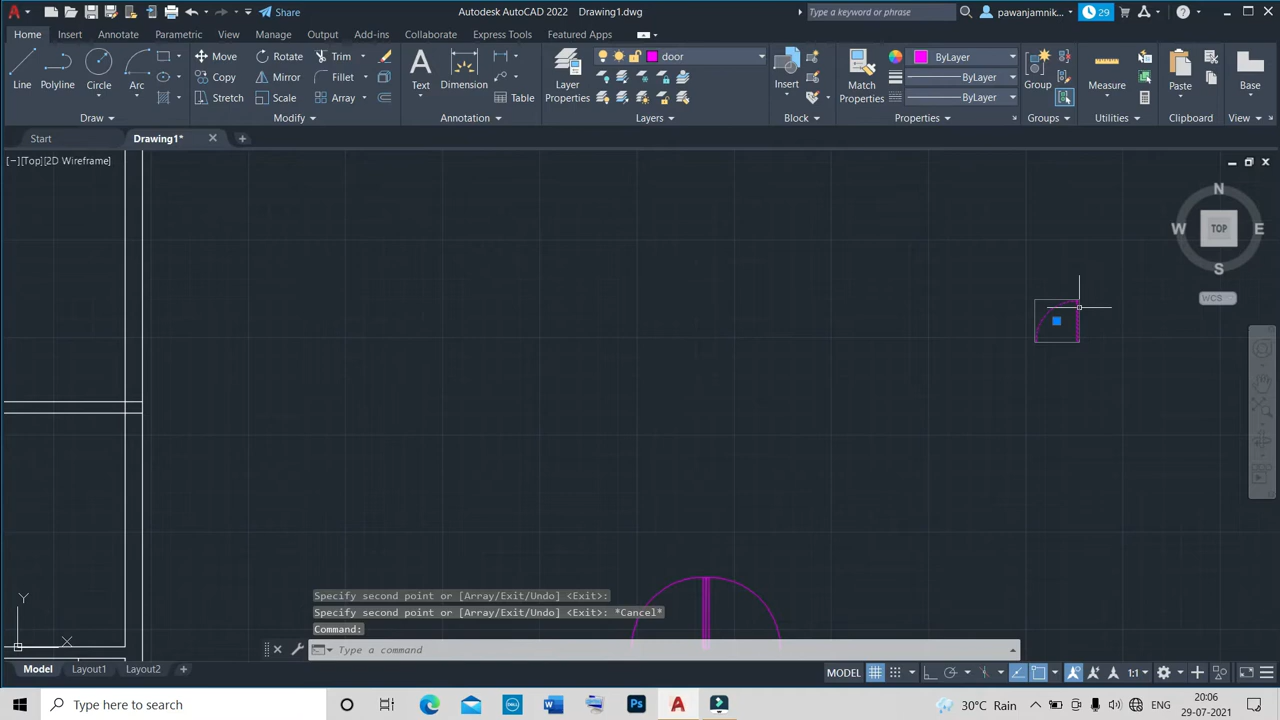 Share
Autodesk AutoCAD 2022 Drawing1.dwg
Type a keyword or phrase
pawanjamnik...
29
Home Insert Annotate Parametric View Manage Output Add-ins Collaborate Express Tools Featured Apps
Line Polyline Circle Arc
Move Rotate Trim
Copy Mirror Fillet
Stretch Scale Array
Text Dimension Table
Layer Properties
door
Insert
Match Properties
ByLayer
ByLayer
ByLayer
Group
Measure
Paste
Base
Draw Modify Annotation Layers Block Properties Groups Utilities Clipboard View
Start Drawing1*
[−][Top][2D Wireframe]
N
W TOP E
S
WCS
Specify second point or [Array/Exit/Undo] <Exit>:
Specify second point or [Array/Exit/Undo] <Exit>: *Cancel*
Command:
Type a command
Y
X
Model Layout1 Layout2
MODEL
1:1
Type here to search
30°C Rain
ENG
20:06
29-07-2021